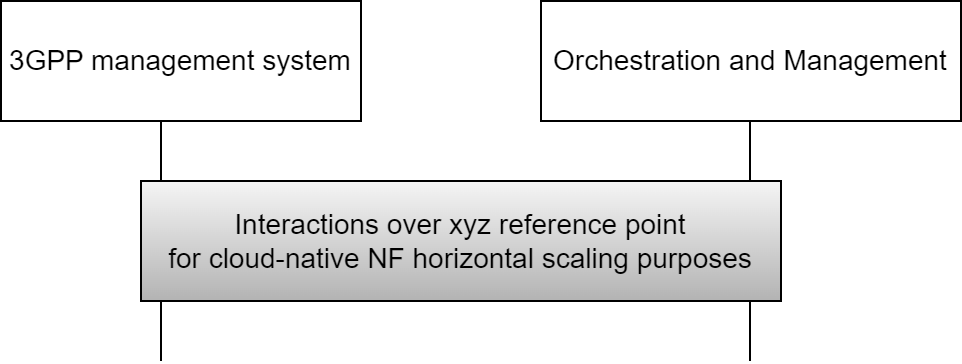 3GPP management system
Orchestration and Management
Interactions over xyz reference point
for cloud-native NF horizontal scaling purposes